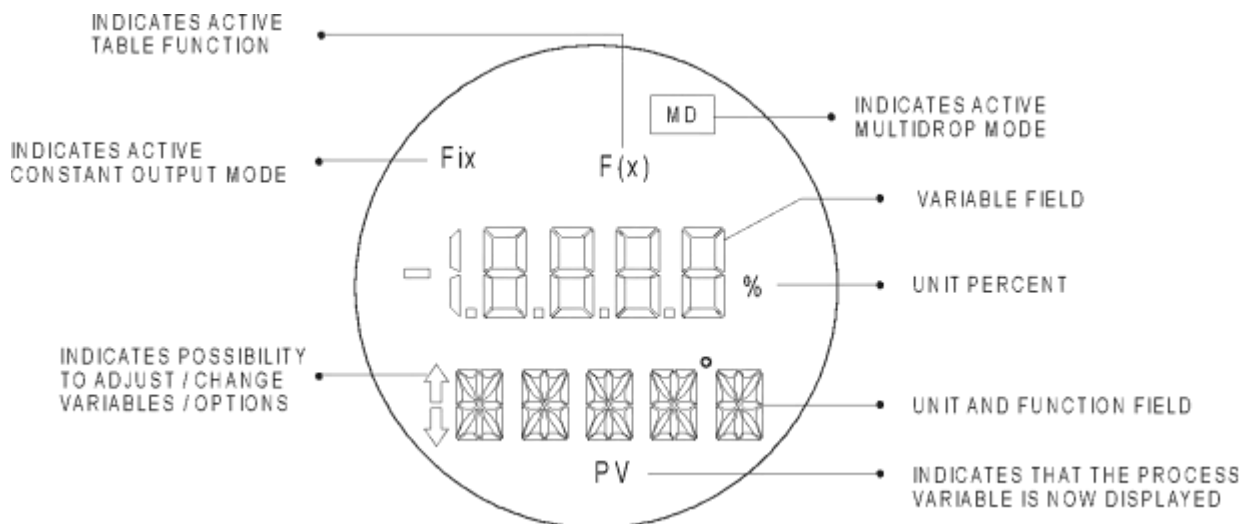 INDICATES ACTIVE
TABLE FUNCTION
MD
INDICATES ACTIVE
MULTIDROP MODE
INDICATES ACTIVE
CONSTANT OUTPUT MODE
Fix
F(x)
VARIABLE FIELD
-18.8.8.8
%
UNIT PERCENT
INDICATES POSSIBILITY
TO ADJUST / CHANGE
VARIABLES / OPTIONS
UNIT AND FUNCTION FIELD
PV
INDICATES THAT THE PROCESS
VARIABLE IS NOW DISPLAYED